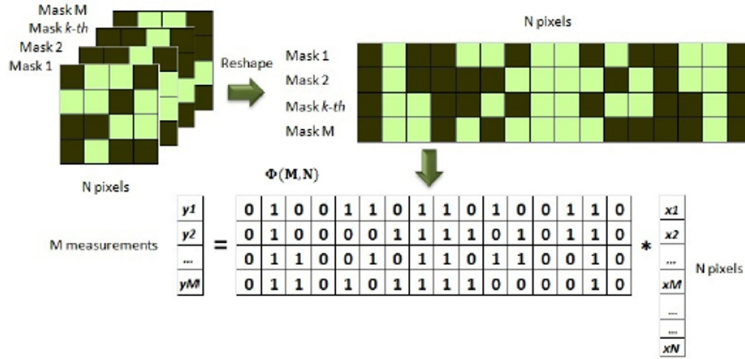 Mask M
Mask k-th
Mask 2
Mask 1
N pixels
Reshape
N pixels
Mask 1
Mask 2
Mask k-th
Mask M
Φ(M,N)
M measurements
y1
y2
...
yM
=
0 1 0 0 1 1 0 1 1 0 1 0 0 1 1 0
0 1 0 0 0 0 1 1 1 1 0 1 0 0 1 0
0 1 1 0 0 1 0 1 1 0 1 1 0 0 1 0
0 1 1 0 1 0 1 1 1 1 0 0 0 0 1 0
*
x1
x2
...
xM
...
...
xN
N pixels